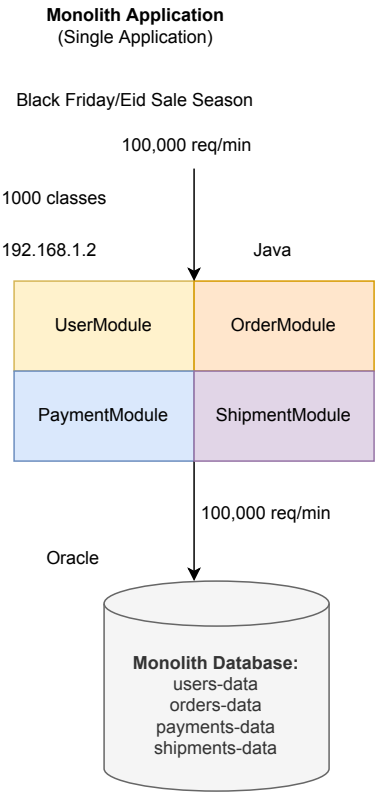 Monolith Application
(Single Application)
Black Friday/Eid Sale Season
100,000 req/min
1000 classes
192.168.1.2
Java
UserModule
OrderModule
PaymentModule
ShipmentModule
100,000 req/min
Oracle
Monolith Database:
users-data
orders-data
payments-data
shipments-data